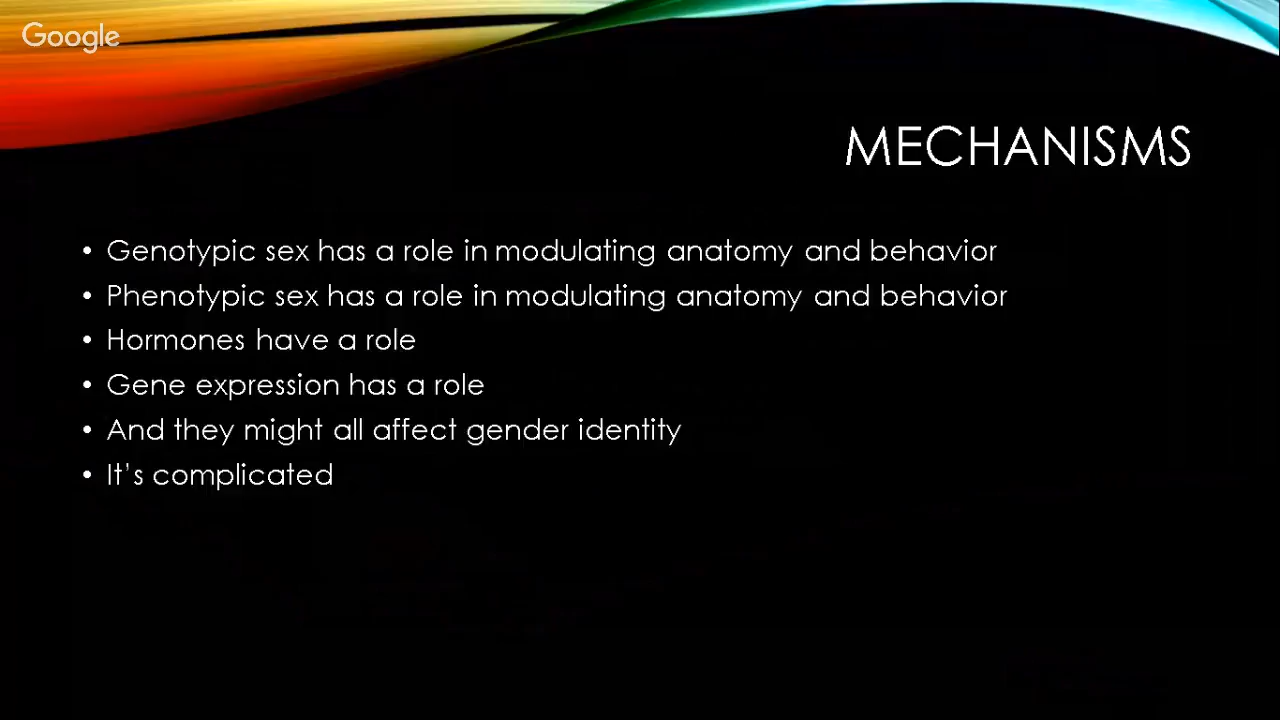 Google
MECHANISMS
• Genotypic sex has a role in modulating anatomy and behavior
• Phenotypic sex has a role in modulating anatomy and behavior
• Hormones have a role
• Gene expression has a role
• And they might all affect gender identity
• It's complicated